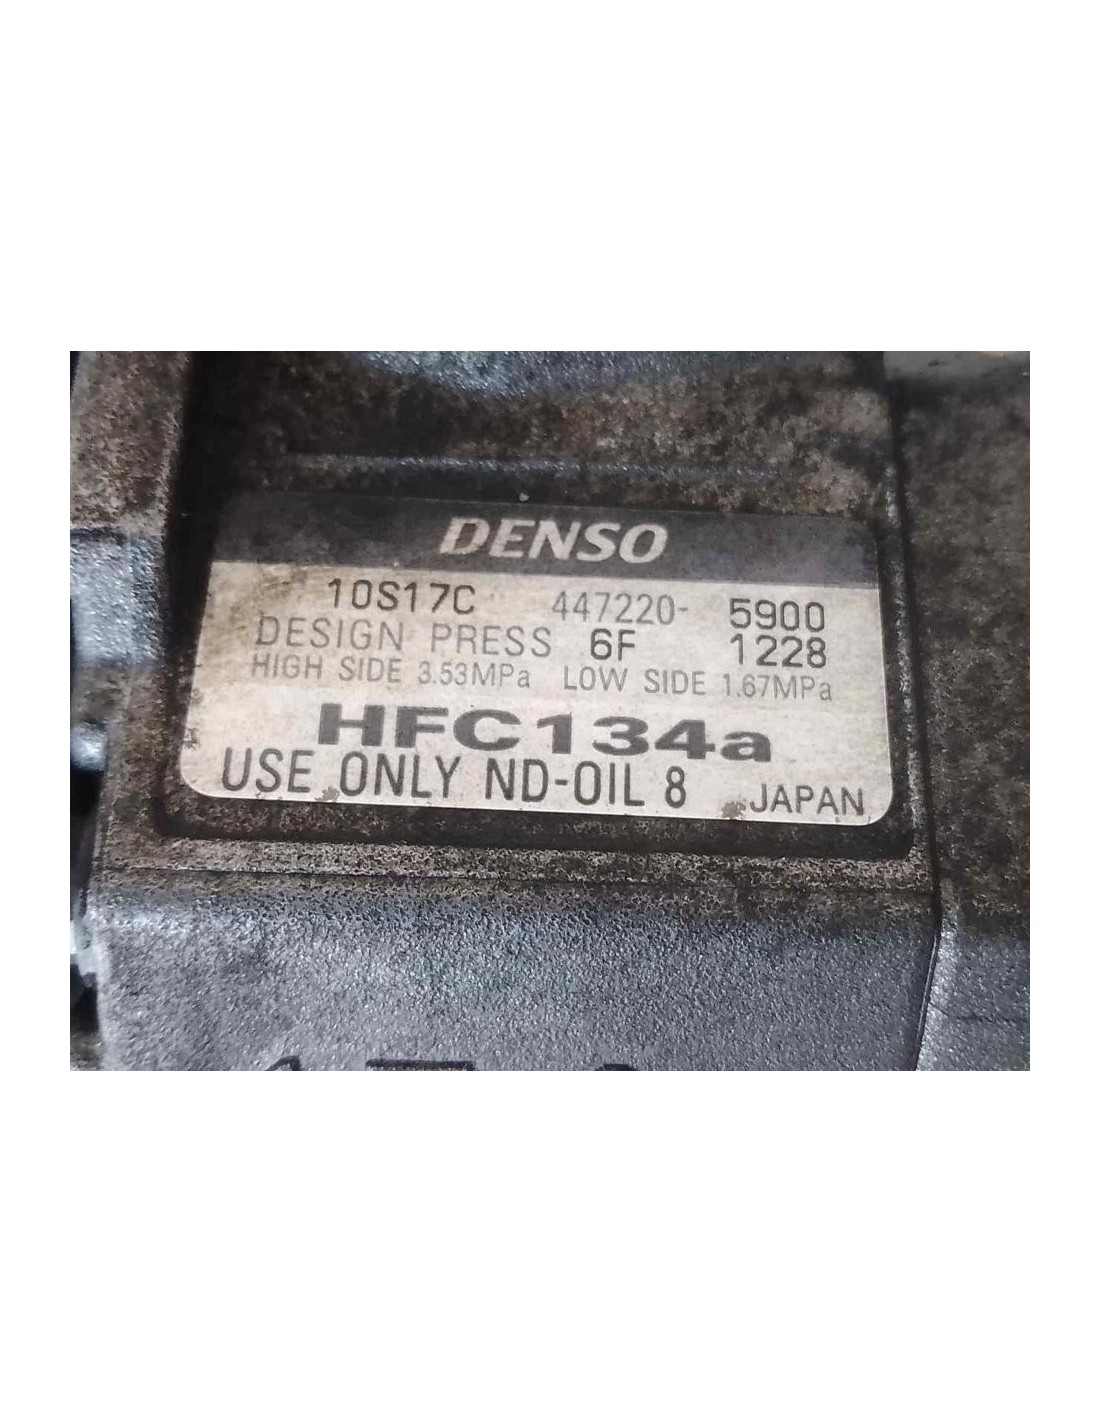 DENSO
10S17C 447220- 5900
DESIGN PRESS 6F 1228
HIGH SIDE 3.53MPa LOW SIDE 1.67MPa
HFC134a
USE ONLY ND-OIL 8 JAPAN